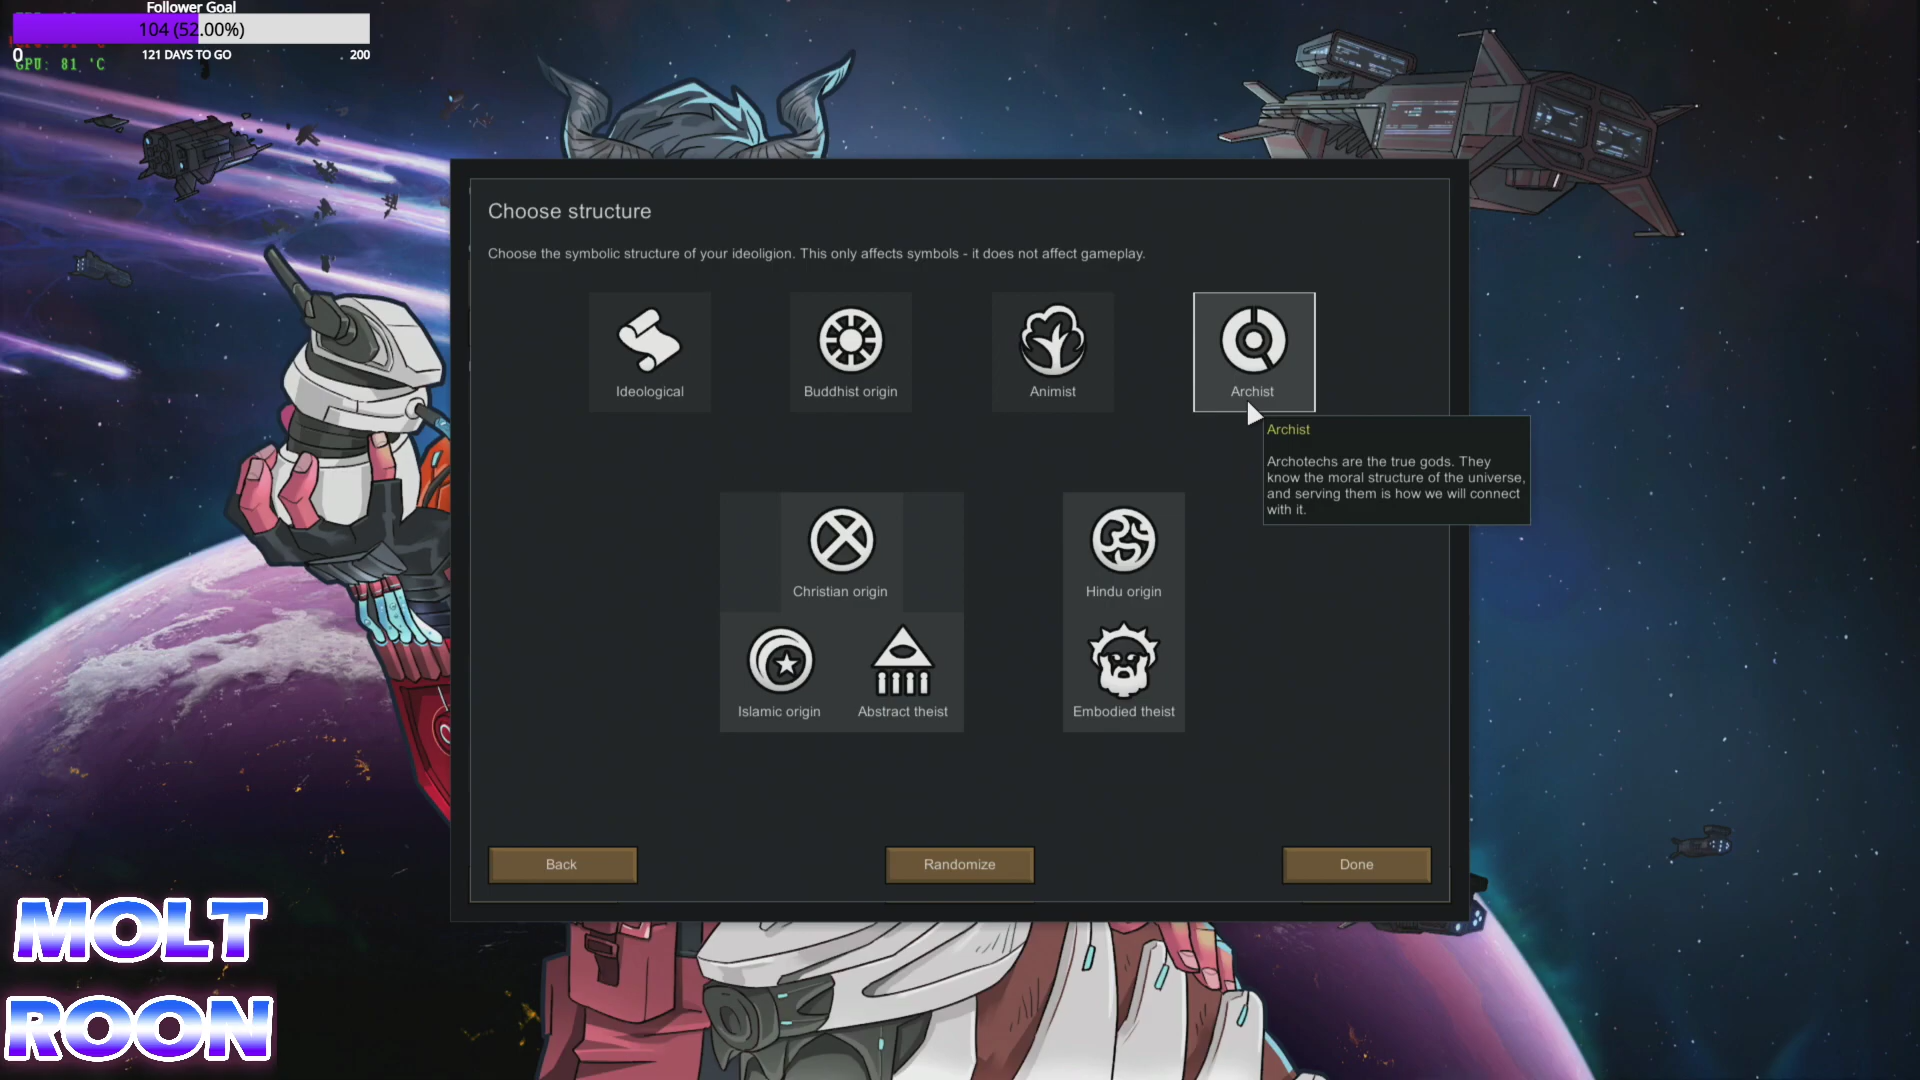 Follower Goal
104 (52.00%)
0
121 DAYS TO GO
200
GPU: 81 'C
Choose structure
Choose the symbolic structure of your ideoligion. This only affects symbols - it does not affect gameplay.
Ideological
Buddhist origin
Animist
Archist
Archist
Archotechs are the true gods. They
know the moral structure of the universe,
and serving them is how we will connect
with it.
Christian origin
Hindu origin
Islamic origin
Abstract theist
Embodied theist
Back
Randomize
Done
MOLT
ROON